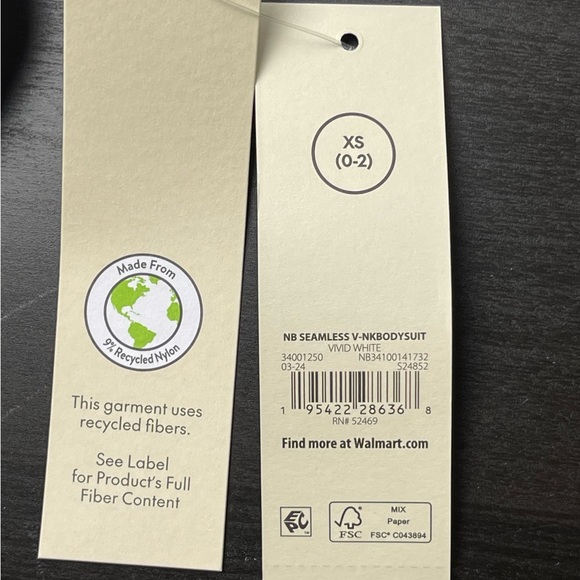 Made From
9% Recycled Nylon
This garment uses
recycled fibers.
See Label
for Product's Full
Fiber Content
XS
(0-2)
NB SEAMLESS V-NKBODYSUIT
VIVID WHITE
34001250 NB34100141732
03-24 S24852
1 95422 28636 8
RN# 52469
Find more at Walmart.com
EPC
FSC
MIX
Paper
FSC® C043894